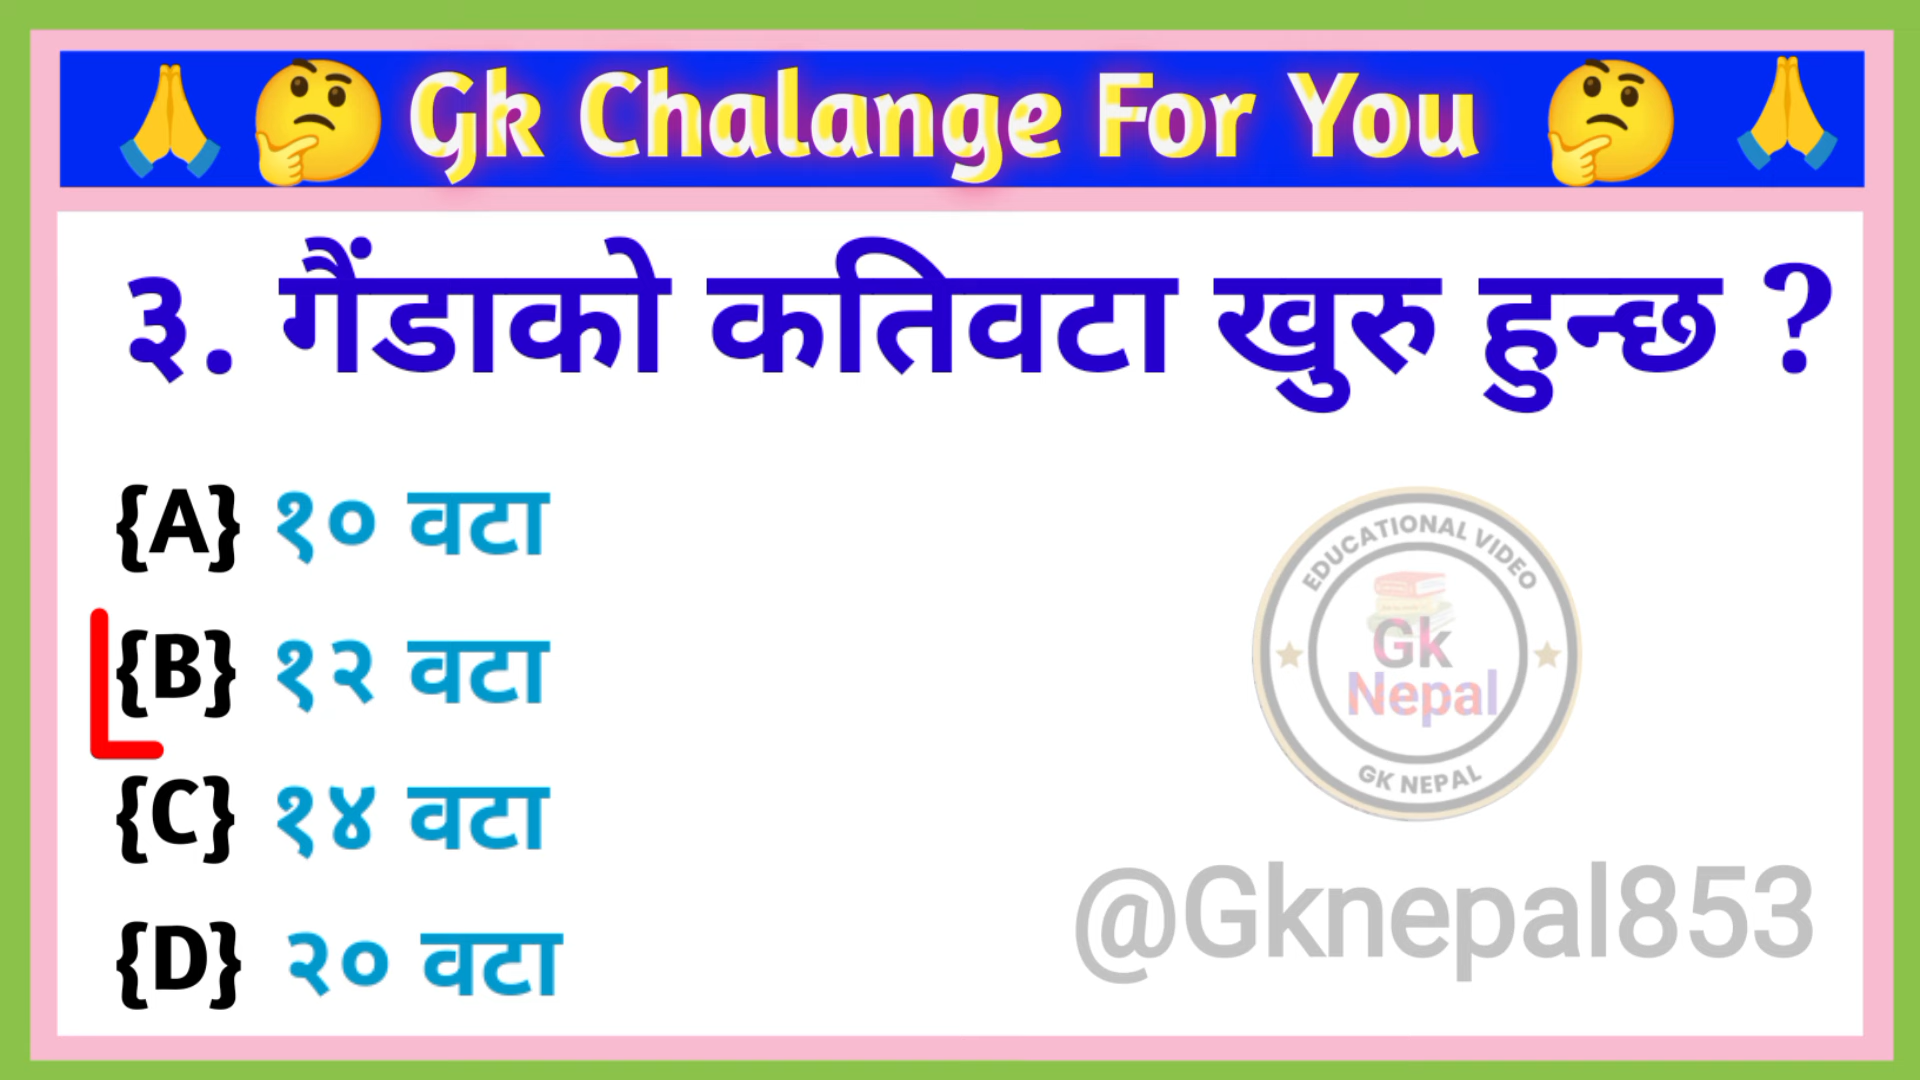 Gk Chalange For You
३. गैंडाको कतिवटा खुरु हुन्छ ?
{A} १० वटा
{B} १२ वटा
{C} १४ वटा
{D} २० वटा
EDUCATIONAL VIDEO
Gk
Nepal
GK NEPAL
@Gknepal853